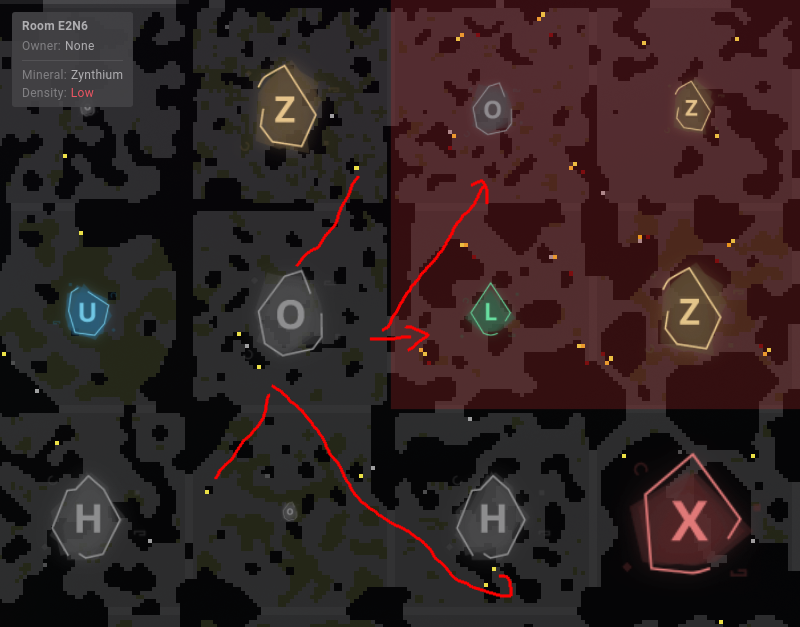 Room E2N6
Owner: None
Mineral: Zynthium
Density: Low
Z
O
Z
U
O
L
Z
H
O
H
X